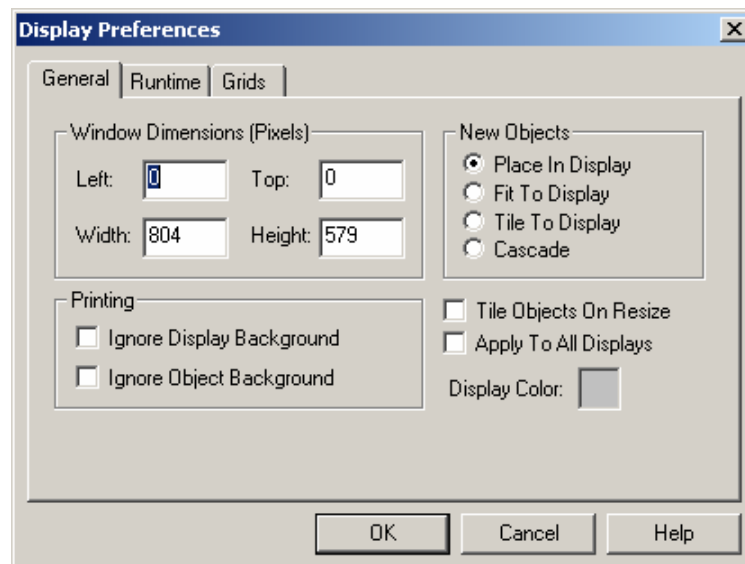 Display Preferences
General Runtime Grids
Window Dimensions (Pixels)
Left: 0 Top: 0
Width: 804 Height: 579
New Objects
Place In Display
Fit To Display
Tile To Display
Cascade
Printing
Ignore Display Background
Ignore Object Background
Tile Objects On Resize
Apply To All Displays
Display Color:
OK Cancel Help